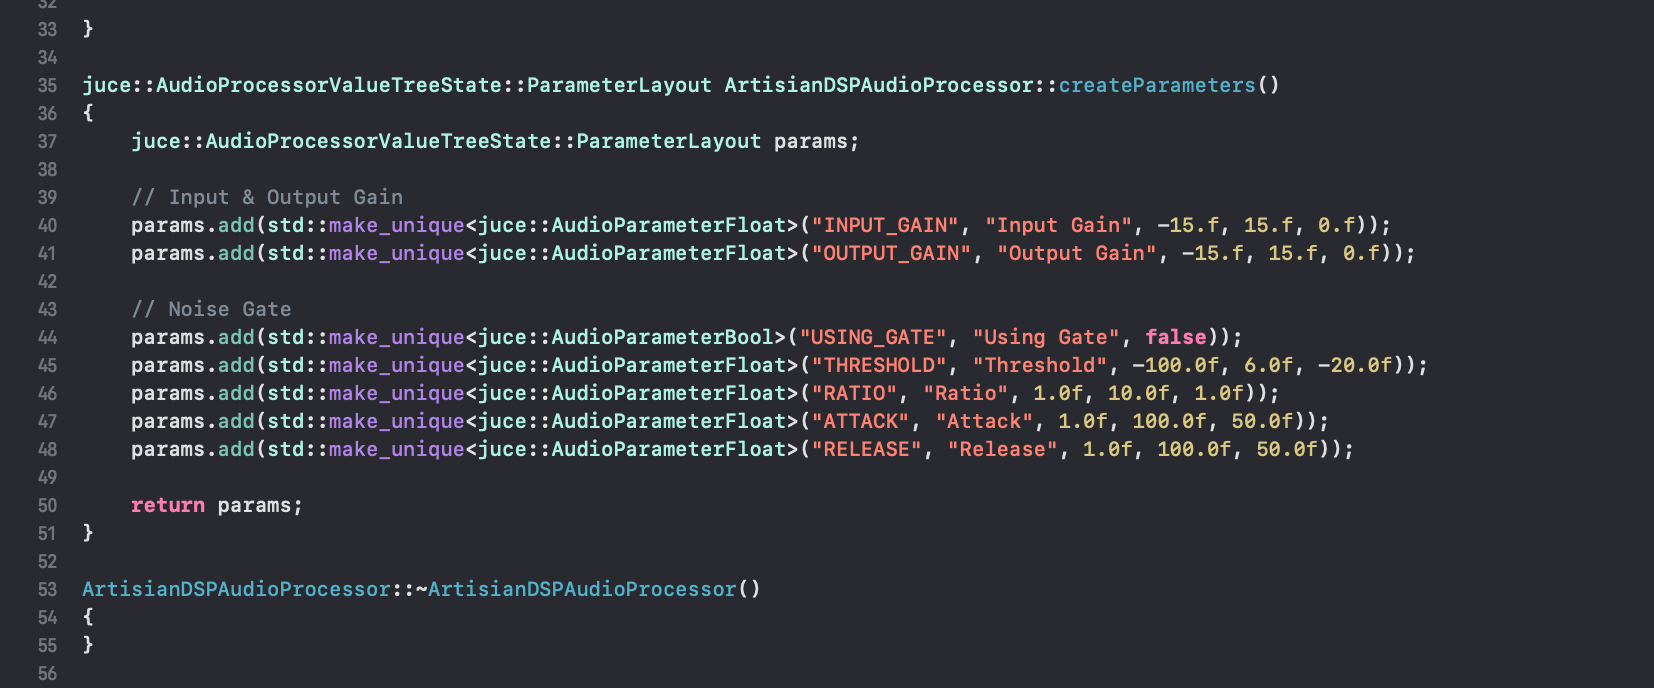 32
33 }
34
35 juce::AudioProcessorValueTreeState::ParameterLayout ArtisianDSPAudioProcessor::createParameters()
36 {
37     juce::AudioProcessorValueTreeState::ParameterLayout params;
38
39     // Input & Output Gain
40     params.add(std::make_unique<juce::AudioParameterFloat>("INPUT_GAIN", "Input Gain", -15.f, 15.f, 0.f));
41     params.add(std::make_unique<juce::AudioParameterFloat>("OUTPUT_GAIN", "Output Gain", -15.f, 15.f, 0.f));
42
43     // Noise Gate
44     params.add(std::make_unique<juce::AudioParameterBool>("USING_GATE", "Using Gate", false));
45     params.add(std::make_unique<juce::AudioParameterFloat>("THRESHOLD", "Threshold", -100.0f, 6.0f, -20.0f));
46     params.add(std::make_unique<juce::AudioParameterFloat>("RATIO", "Ratio", 1.0f, 10.0f, 1.0f));
47     params.add(std::make_unique<juce::AudioParameterFloat>("ATTACK", "Attack", 1.0f, 100.0f, 50.0f));
48     params.add(std::make_unique<juce::AudioParameterFloat>("RELEASE", "Release", 1.0f, 100.0f, 50.0f));
49
50     return params;
51 }
52
53 ArtisianDSPAudioProcessor::~ArtisianDSPAudioProcessor()
54 {
55 }
56